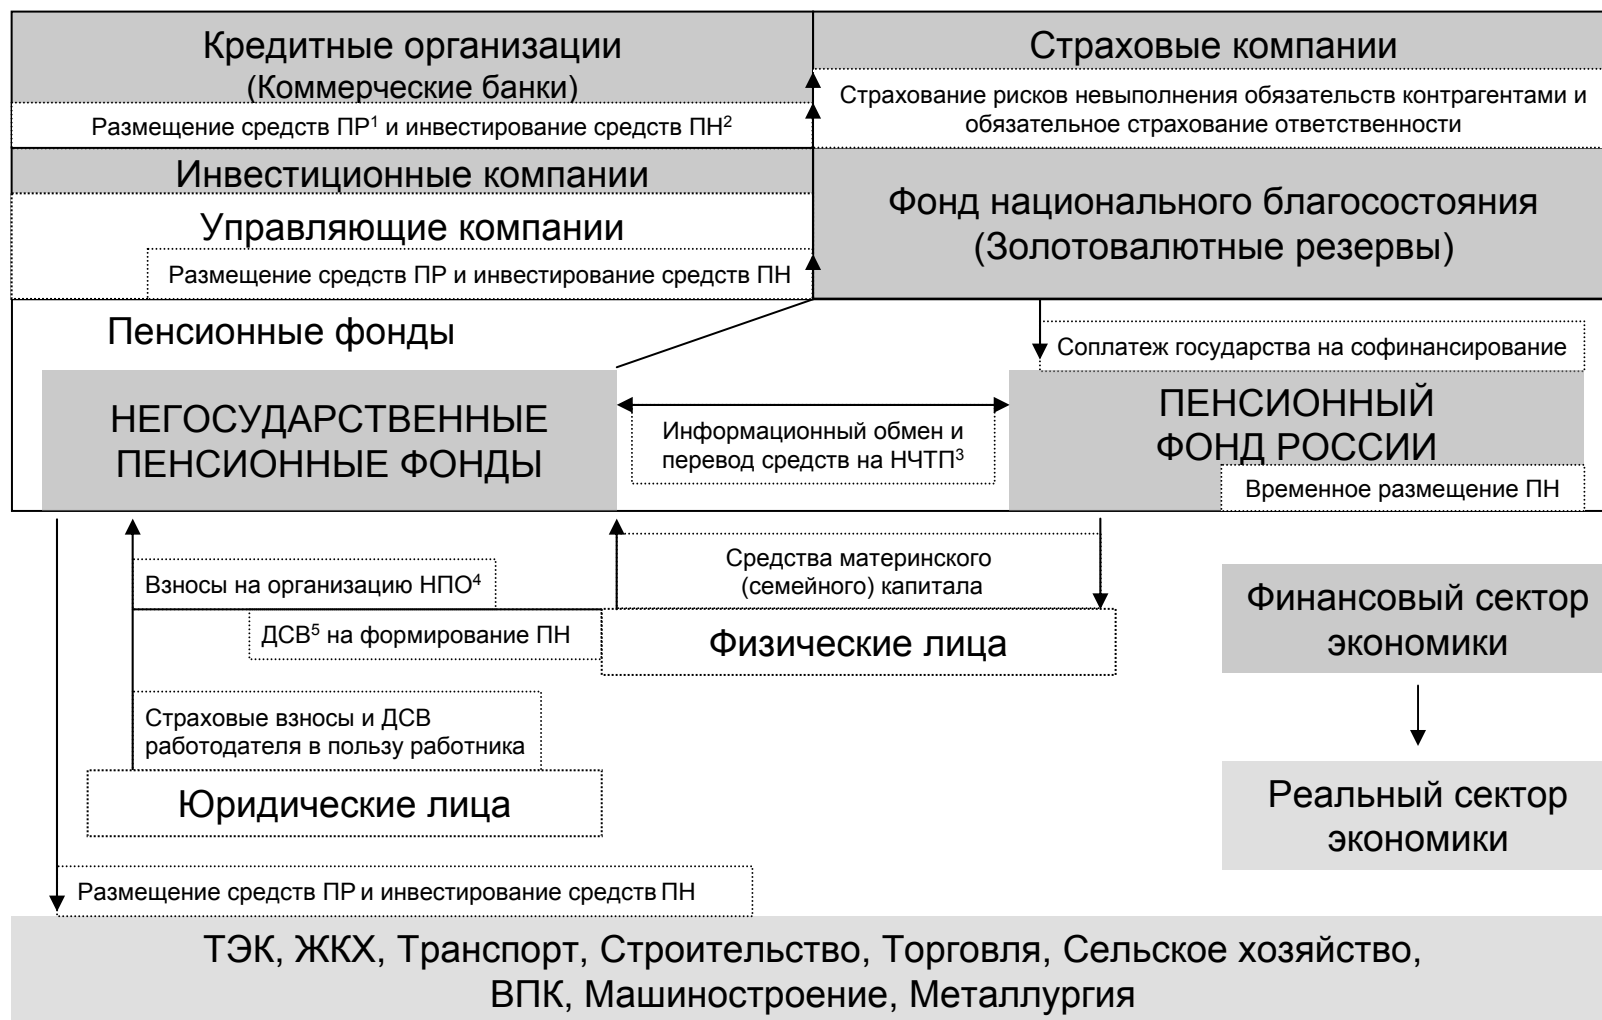 Кредитные организации
(Коммерческие банки)
Размещение средств ПР¹ и инвестирование средств ПН²
Страховые компании
Страхование рисков невыполнения обязательств контрагентами и
обязательное страхование ответственности
Инвестиционные компании
Управляющие компании
Размещение средств ПР и инвестирование средств ПН
Фонд национального благосостояния
(Золотовалютные резервы)
Пенсионные фонды
Соплатеж государства на софинансирование
НЕГОСУДАРСТВЕННЫЕ
ПЕНСИОННЫЕ ФОНДЫ
Информационный обмен и
перевод средств на НЧТП³
ПЕНСИОННЫЙ
ФОНД РОССИИ
Временное размещение ПН
Взносы на организацию НПО⁴
ДСВ⁵ на формирование ПН
Средства материнского
(семейного) капитала
Физические лица
Финансовый сектор
экономики
Страховые взносы и ДСВ
работодателя в пользу работника
Юридические лица
Реальный сектор
экономики
Размещение средств ПР и инвестирование средств ПН
ТЭК, ЖКХ, Транспорт, Строительство, Торговля, Сельское хозяйство,
ВПК, Машиностроение, Металлургия